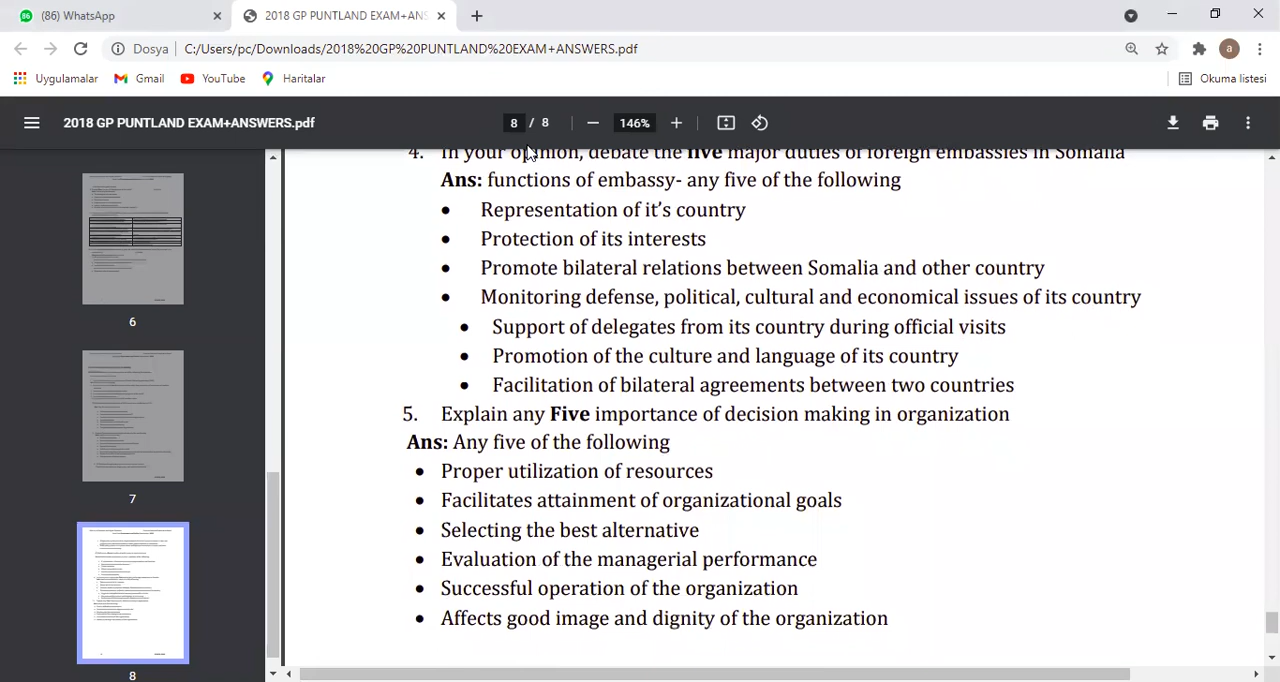 86
(86) WhatsApp
2018 GP PUNTLAND EXAM+ANS
Dosya
C:/Users/pc/Downloads/2018%20GP%20PUNTLAND%20EXAM+ANSWERS.pdf
a
Uygulamalar
Gmail
YouTube
Haritalar
Okuma listesi
2018 GP PUNTLAND EXAM+ANSWERS.pdf
8 / 8
146%
6
7
8
4. In your opinion, debate the five major duties of foreign embassies in Somalia
Ans: functions of embassy- any five of the following
• Representation of it's country
• Protection of its interests
• Promote bilateral relations between Somalia and other country
• Monitoring defense, political, cultural and economical issues of its country
• Support of delegates from its country during official visits
• Promotion of the culture and language of its country
• Facilitation of bilateral agreements between two countries
5. Explain any Five importance of decision making in organization
Ans: Any five of the following
• Proper utilization of resources
• Facilitates attainment of organizational goals
• Selecting the best alternative
• Evaluation of the managerial performance
• Successful operation of the organization
• Affects good image and dignity of the organization